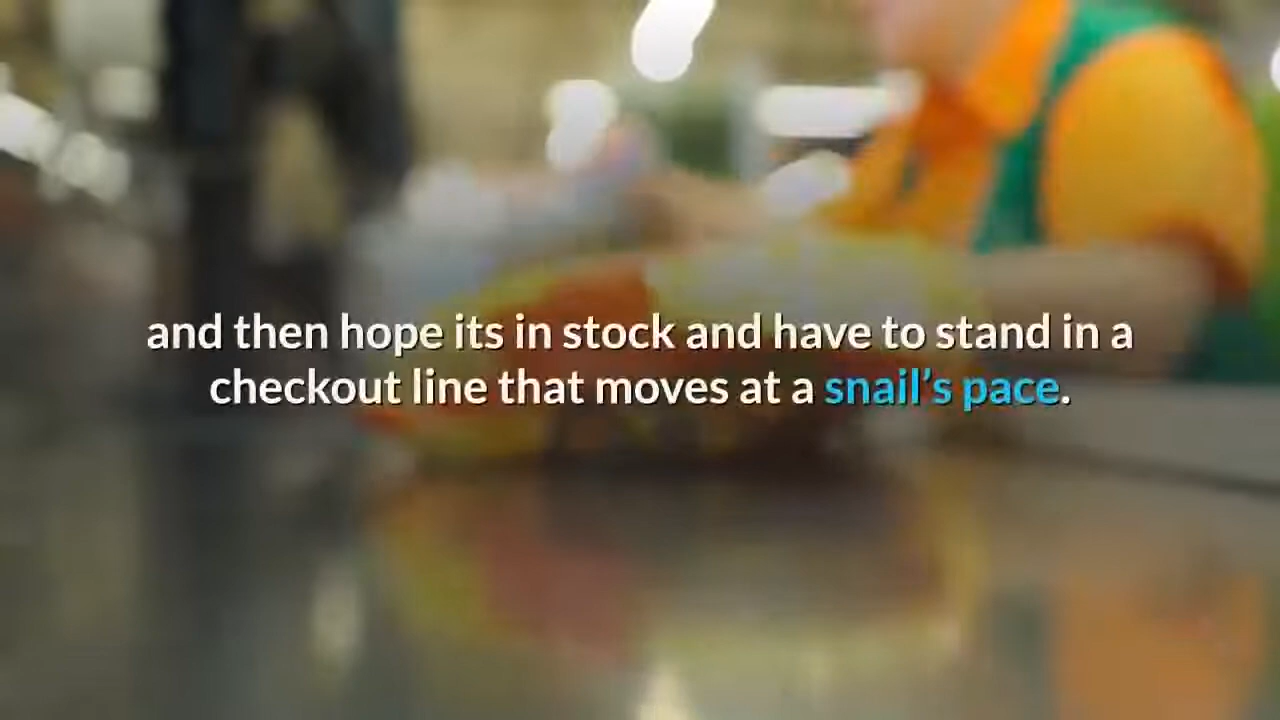 and then hope its in stock and have to stand in a
checkout line that moves at a snail’s pace.